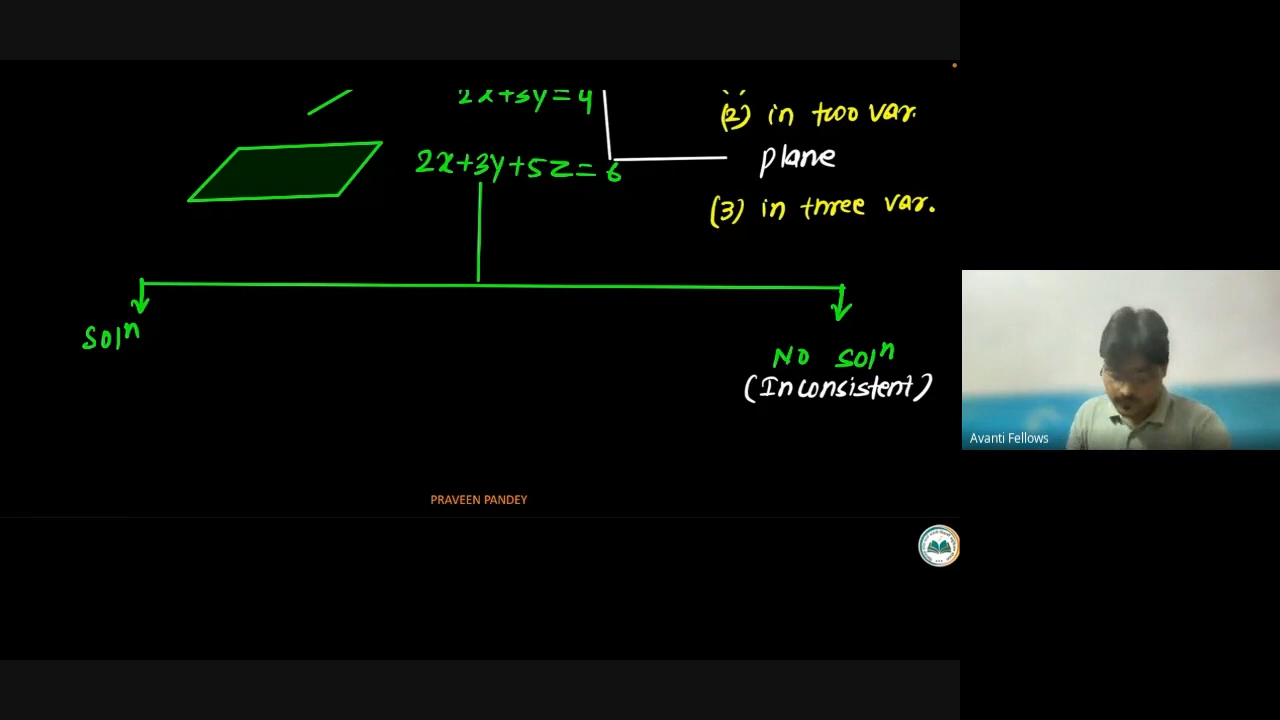 2x+3y=4
(2) in two var.
2x+3y+5z=6
plane
(3) in three var.
Solⁿ
NO Solⁿ
(Inconsistent)
Avanti Fellows
PRAVEEN PANDEY